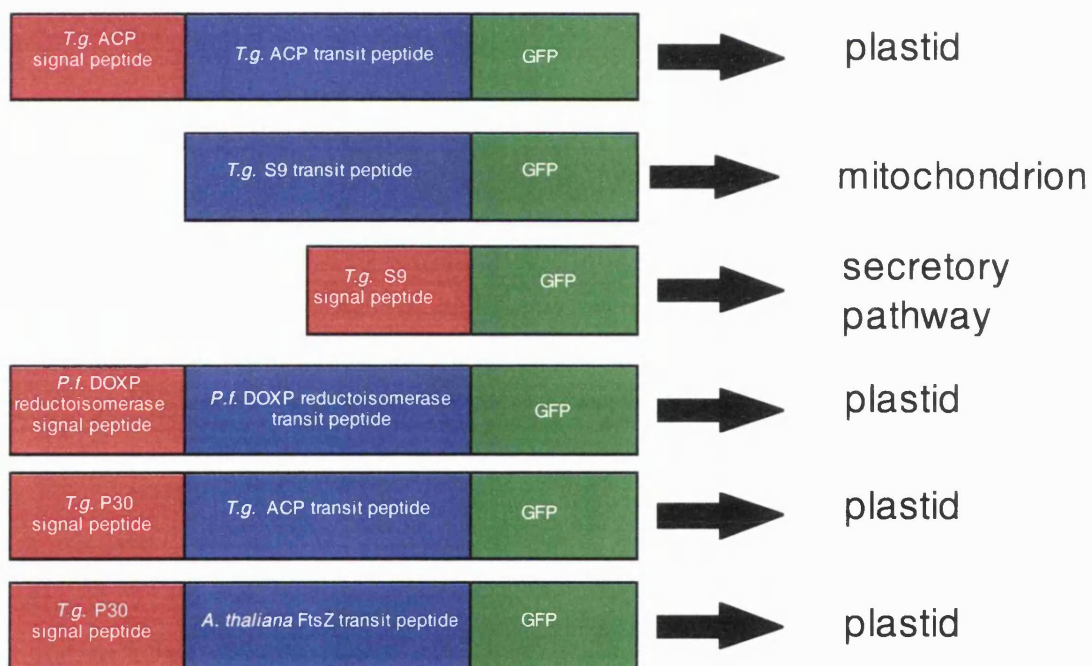 T.g. ACP
signal peptide
T.g. ACP transit peptide
GFP
plastid
T.g. S9 transit peptide
GFP
mitochondrion
T.g. S9
signal peptide
GFP
secretory
pathway
P.f. DOXP
reductoisomerase
signal peptide
P.f. DOXP reductoisomerase
transit peptide
GFP
plastid
T.g. P30
signal peptide
T.g. ACP transit peptide
GFP
plastid
T.g. P30
signal peptide
A. thaliana FtsZ transit peptide
GFP
plastid